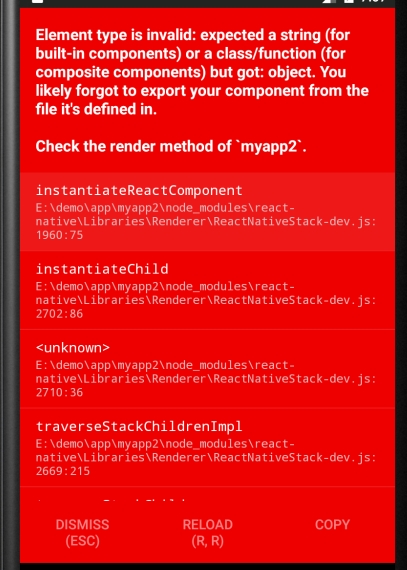 Element type is invalid: expected a string (for
built-in components) or a class/function (for
composite components) but got: object. You
likely forgot to export your component from the
file it's defined in.
Check the render method of `myapp2`.
instantiateReactComponent
E:\demo\app\myapp2\node_modules\react-
native\Libraries\Renderer\ReactNativeStack-dev.js:
1960:75
instantiateChild
E:\demo\app\myapp2\node_modules\react-
native\Libraries\Renderer\ReactNativeStack-dev.js:
2702:86
<unknown>
E:\demo\app\myapp2\node_modules\react-
native\Libraries\Renderer\ReactNativeStack-dev.js:
2710:36
traverseStackChildrenImpl
E:\demo\app\myapp2\node_modules\react-
native\Libraries\Renderer\ReactNativeStack-dev.js:
2669:215
DISMISS
(ESC)
RELOAD
(R, R)
COPY